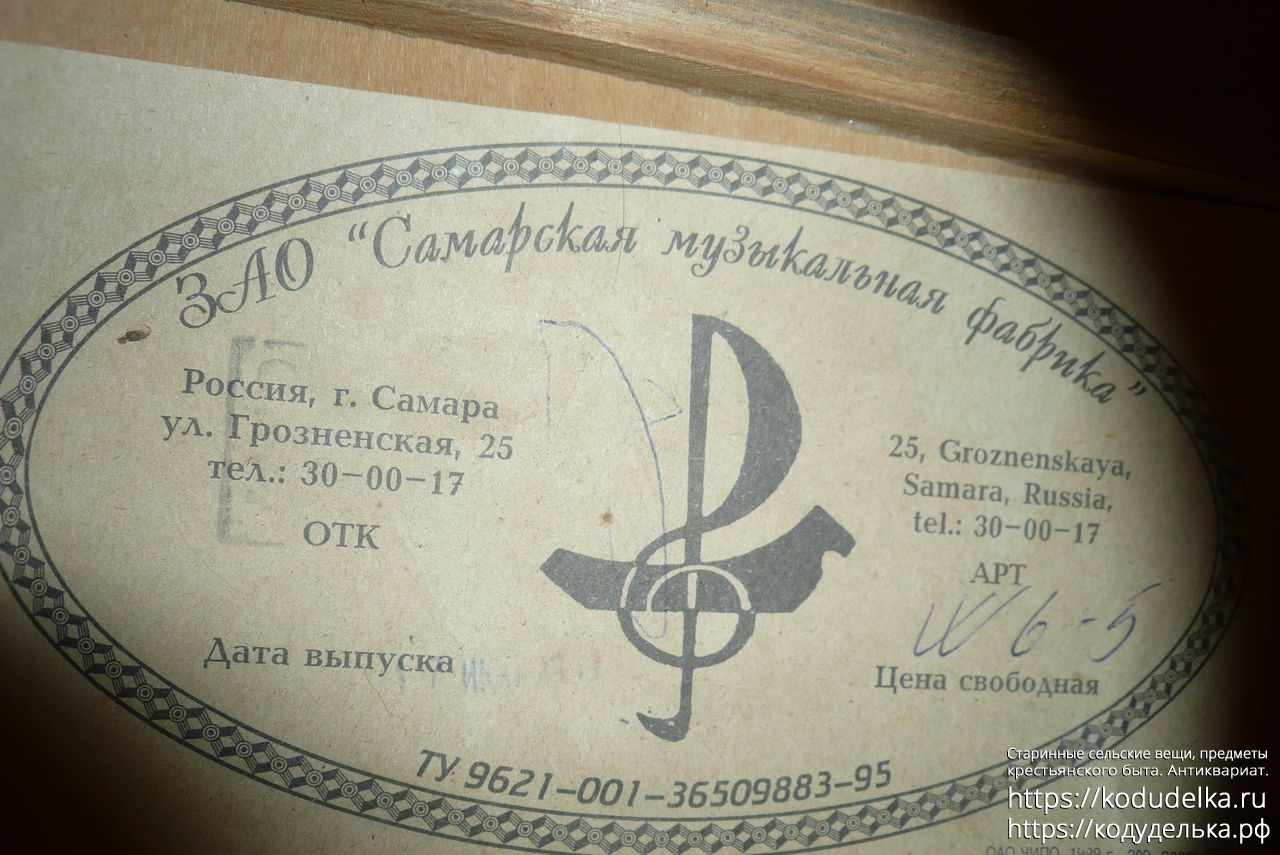 ЗАО “Самарская музыкальная фабрика”
Россия, г. Самара
ул. Грозненская, 25
тел.: 30-00-17
ОТК
Дата выпуска
25, Groznenskaya,
Samara, Russia,
tel.: 30-00-17
АРТ
Ш 6-5
Цена свободная
ТУ 9621-001-36509883-95
Старинные сельские вещи, предметы
крестьянского быта. Антиквариат.
https://kodudelka.ru
https://кодуделька.рф